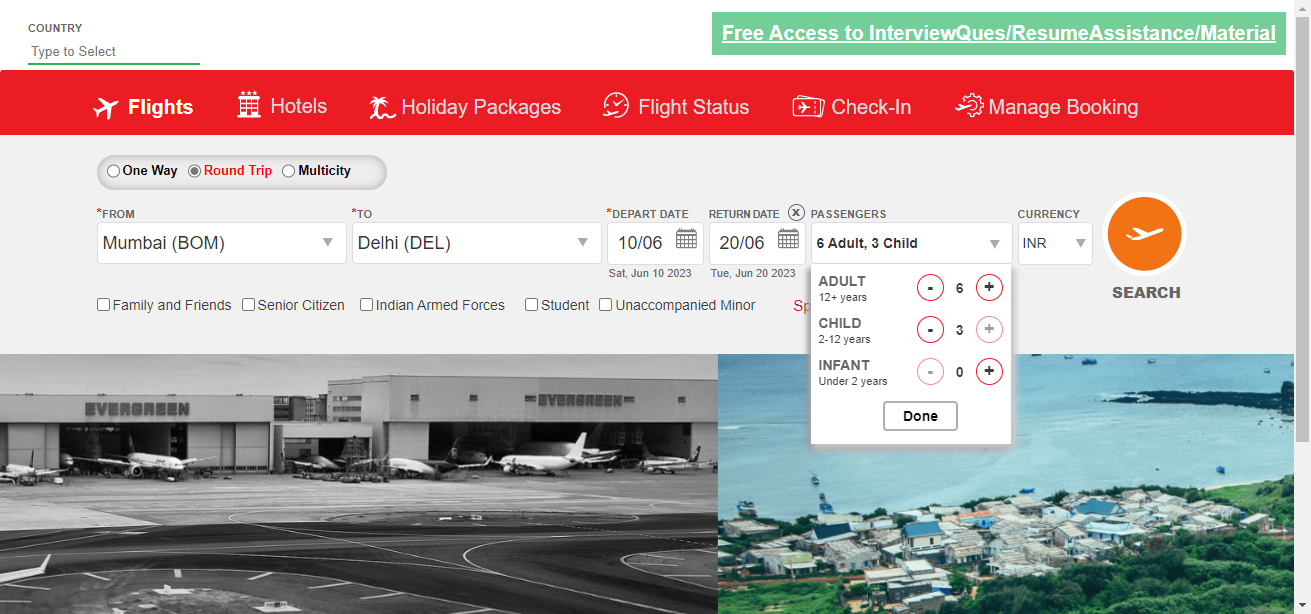 COUNTRY
Type to Select
Free Access to InterviewQues/ResumeAssistance/Material
Flights Hotels Holiday Packages Flight Status Check-In Manage Booking
One Way Round Trip Multicity
*FROM *TO *DEPART DATE RETURN DATE X PASSENGERS CURRENCY
Mumbai (BOM) Delhi (DEL) 10/06 20/06 6 Adult, 3 Child INR
Sat, Jun 10 2023 Tue, Jun 20 2023
SEARCH
Family and Friends Senior Citizen Indian Armed Forces Student Unaccompanied Minor Sp
ADULT - 6 +
12+ years
CHILD - 3 +
2-12 years
INFANT - 0 +
Under 2 years
Done
EVERGREEN EVERGREEN